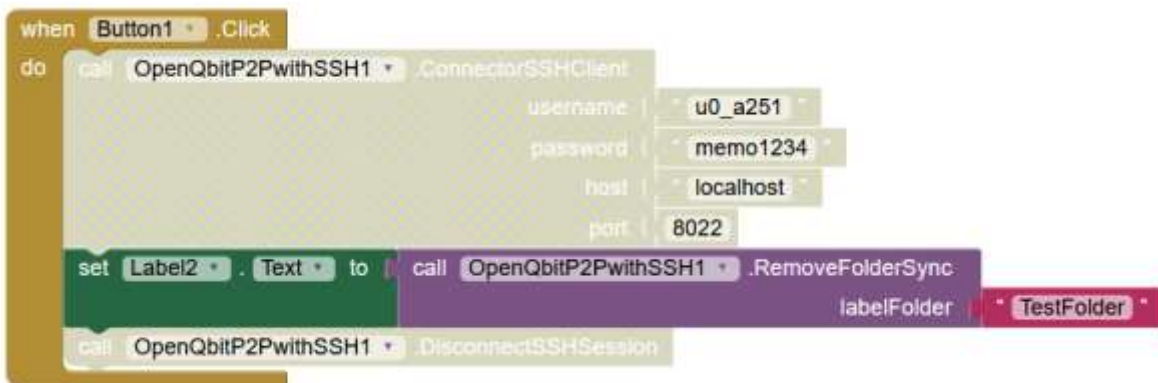 when Button1 .Click
do call OpenQbitP2PwithSSH1 .ConnectorSSHClient
username " u0_a251 "
password " memo1234 "
host " localhost "
port 8022
set Label2 . Text to call OpenQbitP2PwithSSH1 .RemoveFolderSync
labelFolder " TestFolder "
call OpenQbitP2PwithSSH1 .DisconnectSSHSession